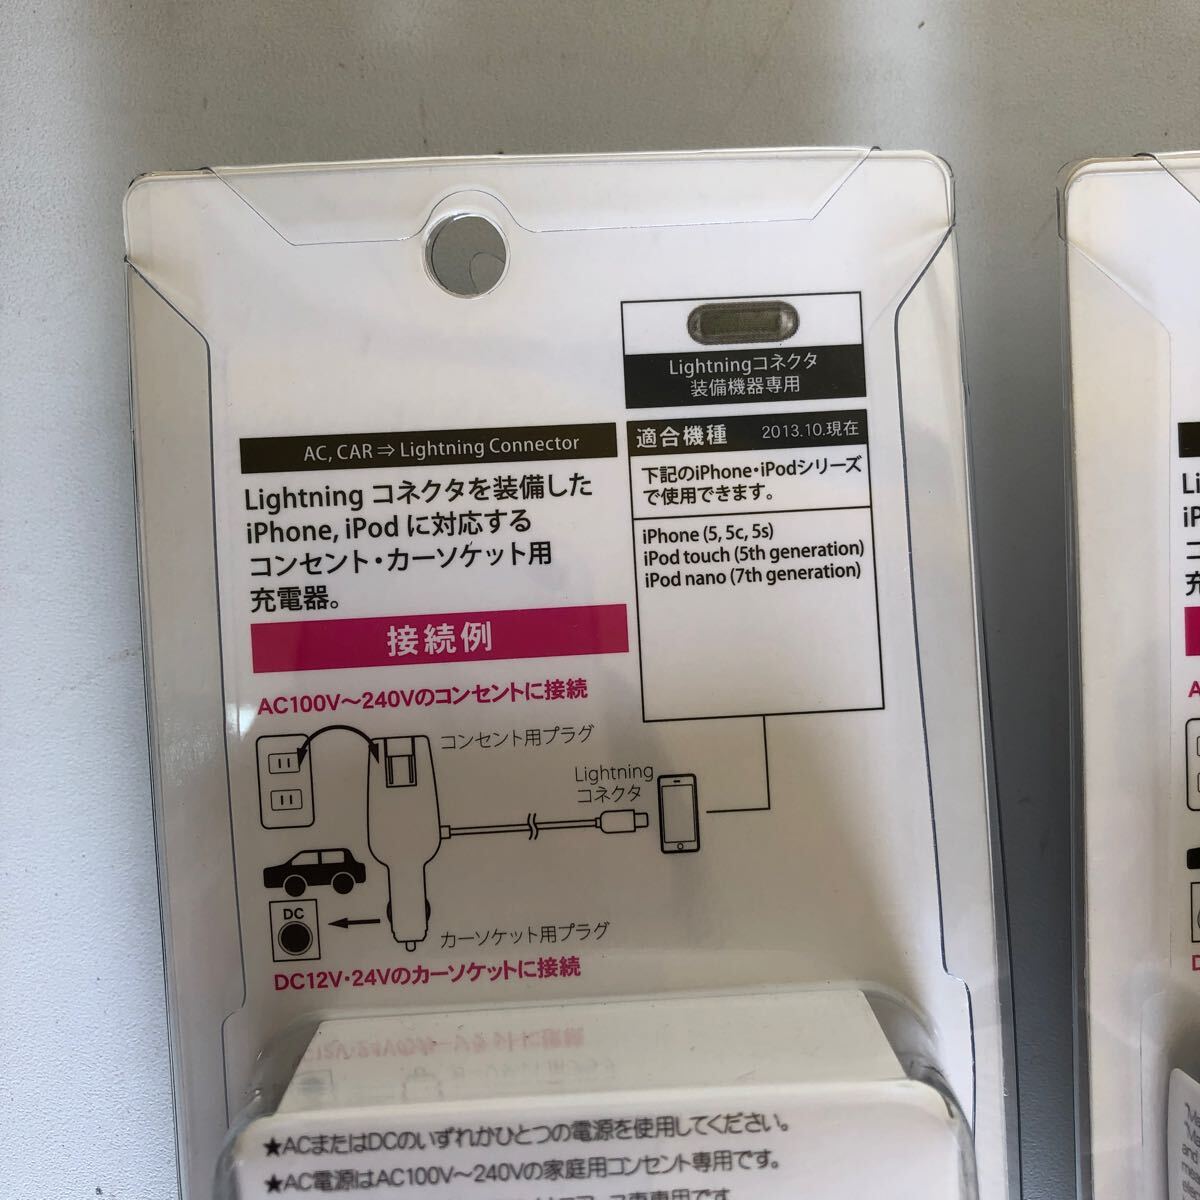 Lightningコネクタ
装備機器専用
AC, CAR ⇒ Lightning Connector
Lightning コネクタを装備した
iPhone, iPod に対応する
コンセント・カーソケット用
充電器。
適合機種 2013.10.現在
下記のiPhone・iPodシリーズ
で使用できます。
iPhone (5, 5c, 5s)
iPod touch (5th generation)
iPod nano (7th generation)
接続例
AC100V〜240Vのコンセントに接続
コンセント用プラグ
Lightning
コネクタ
DC
カーソケット用プラグ
DC12V・24Vのカーソケットに接続
★ACまたはDCのいずれかひとつの電源を使用してください。
★AC電源はAC100V〜240Vの家庭用コンセント専用です。